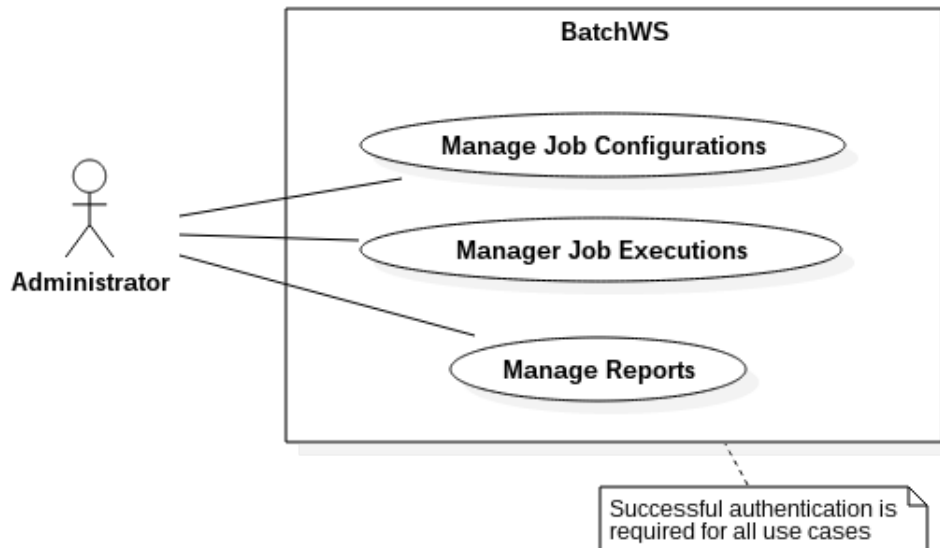 BatchWS
Manage Job Configurations
Manager Job Executions
Administrator
Manage Reports
Successful authentication is
required for all use cases